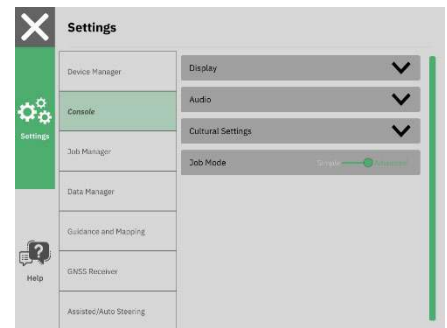 Settings
Device Manager
Display
Audio
Console
Settings
Cultural Settings
Job Mode
Simple
Advanced
Job Manager
Data Manager
Guidance and Mapping
Help
GNSS Receiver
Assisted/Auto Steering